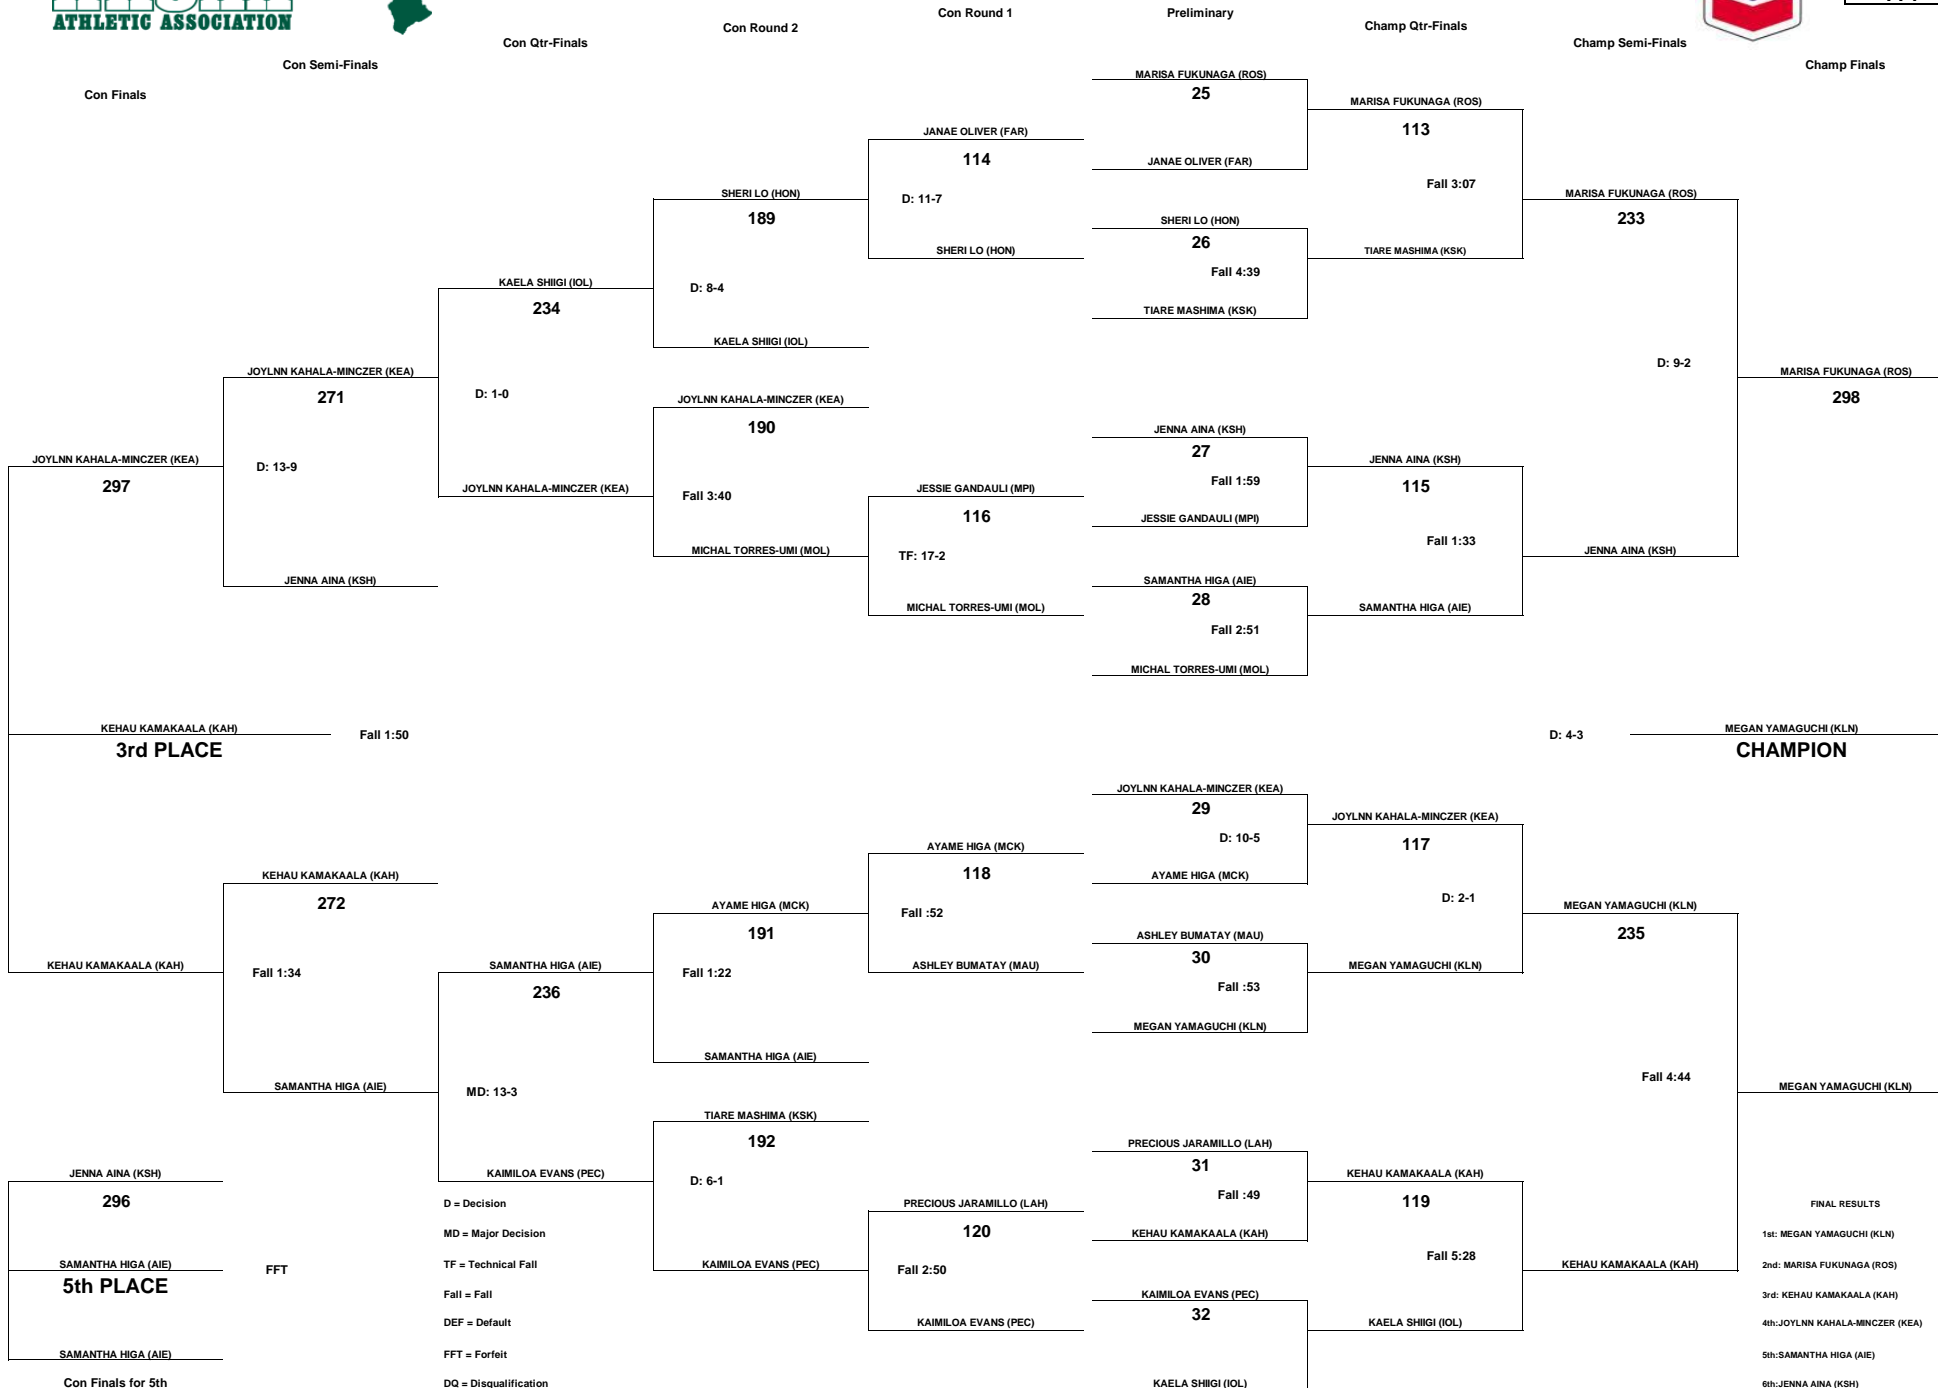 ATHLETIC ASSOCIATION
Con Finals
Con Semi-Finals
Con Qtr-Finals
Con Round 2
Con Round 1
Preliminary
Champ Qtr-Finals
Champ Semi-Finals
Champ Finals
JOYLNN KAHALA-MINCZER (KEA)
297
KEHAU KAMAKAALA (KAH)
3rd PLACE
Fall 1:50
KEHAU KAMAKAALA (KAH)
JENNA AINA (KSH)
296
SAMANTHA HIGA (AIE)
5th PLACE
FFT
SAMANTHA HIGA (AIE)
Con Finals for 5th
JOYLNN KAHALA-MINCZER (KEA)
271
D: 13-9
JENNA AINA (KSH)
KEHAU KAMAKAALA (KAH)
272
Fall 1:34
SAMANTHA HIGA (AIE)
KAELA SHIIGI (IOL)
234
D: 1-0
JOYLNN KAHALA-MINCZER (KEA)
SAMANTHA HIGA (AIE)
236
MD: 13-3
KAIMILOA EVANS (PEC)
D = Decision
MD = Major Decision
TF = Technical Fall
Fall = Fall
DEF = Default
FFT = Forfeit
DQ = Disqualification
SHERI LO (HON)
189
D: 8-4
KAELA SHIIGI (IOL)
JOYLNN KAHALA-MINCZER (KEA)
190
Fall 3:40
MICHAL TORRES-UMI (MOL)
AYAME HIGA (MCK)
191
Fall 1:22
SAMANTHA HIGA (AIE)
TIARE MASHIMA (KSK)
192
D: 6-1
KAIMILOA EVANS (PEC)
JANAE OLIVER (FAR)
114
D: 11-7
SHERI LO (HON)
JESSIE GANDAULI (MPI)
116
TF: 17-2
MICHAL TORRES-UMI (MOL)
AYAME HIGA (MCK)
118
Fall :52
ASHLEY BUMATAY (MAU)
PRECIOUS JARAMILLO (LAH)
120
Fall 2:50
KAIMILOA EVANS (PEC)
MARISA FUKUNAGA (ROS)
25
JANAE OLIVER (FAR)
SHERI LO (HON)
26
Fall 4:39
TIARE MASHIMA (KSK)
JENNA AINA (KSH)
27
Fall 1:59
JESSIE GANDAULI (MPI)
SAMANTHA HIGA (AIE)
28
Fall 2:51
MICHAL TORRES-UMI (MOL)
JOYLNN KAHALA-MINCZER (KEA)
29
D: 10-5
AYAME HIGA (MCK)
ASHLEY BUMATAY (MAU)
30
Fall :53
MEGAN YAMAGUCHI (KLN)
PRECIOUS JARAMILLO (LAH)
31
Fall :49
KEHAU KAMAKAALA (KAH)
KAIMILOA EVANS (PEC)
32
KAELA SHIIGI (IOL)
MARISA FUKUNAGA (ROS)
113
Fall 3:07
TIARE MASHIMA (KSK)
JENNA AINA (KSH)
115
Fall 1:33
SAMANTHA HIGA (AIE)
JOYLNN KAHALA-MINCZER (KEA)
117
D: 2-1
MEGAN YAMAGUCHI (KLN)
KEHAU KAMAKAALA (KAH)
119
Fall 5:28
KAELA SHIIGI (IOL)
MARISA FUKUNAGA (ROS)
233
D: 9-2
JENNA AINA (KSH)
MEGAN YAMAGUCHI (KLN)
235
Fall 4:44
KEHAU KAMAKAALA (KAH)
MARISA FUKUNAGA (ROS)
298
D: 4-3
MEGAN YAMAGUCHI (KLN)
CHAMPION
MEGAN YAMAGUCHI (KLN)
FINAL RESULTS
1st: MEGAN YAMAGUCHI (KLN)
2nd: MARISA FUKUNAGA (ROS)
3rd: KEHAU KAMAKAALA (KAH)
4th:JOYLNN KAHALA-MINCZER (KEA)
5th:SAMANTHA HIGA (AIE)
6th:JENNA AINA (KSH)